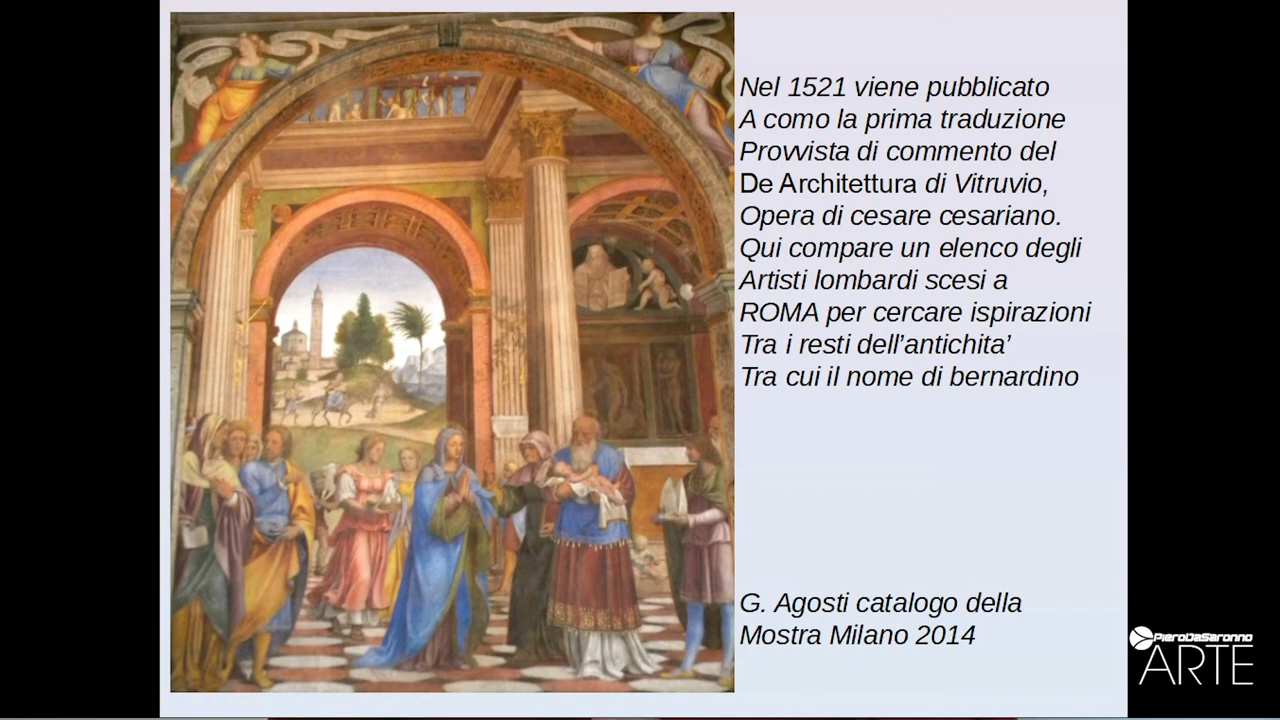 Nel 1521 viene pubblicato
A como la prima traduzione
Provvista di commento del
De Architettura di Vitruvio,
Opera di cesare cesariano.
Qui compare un elenco degli
Artisti lombardi scesi a
ROMA per cercare ispirazioni
Tra i resti dell’antichita’
Tra cui il nome di bernardino
G. Agosti catalogo della
Mostra Milano 2014
PieroDaSaronno
ARTE